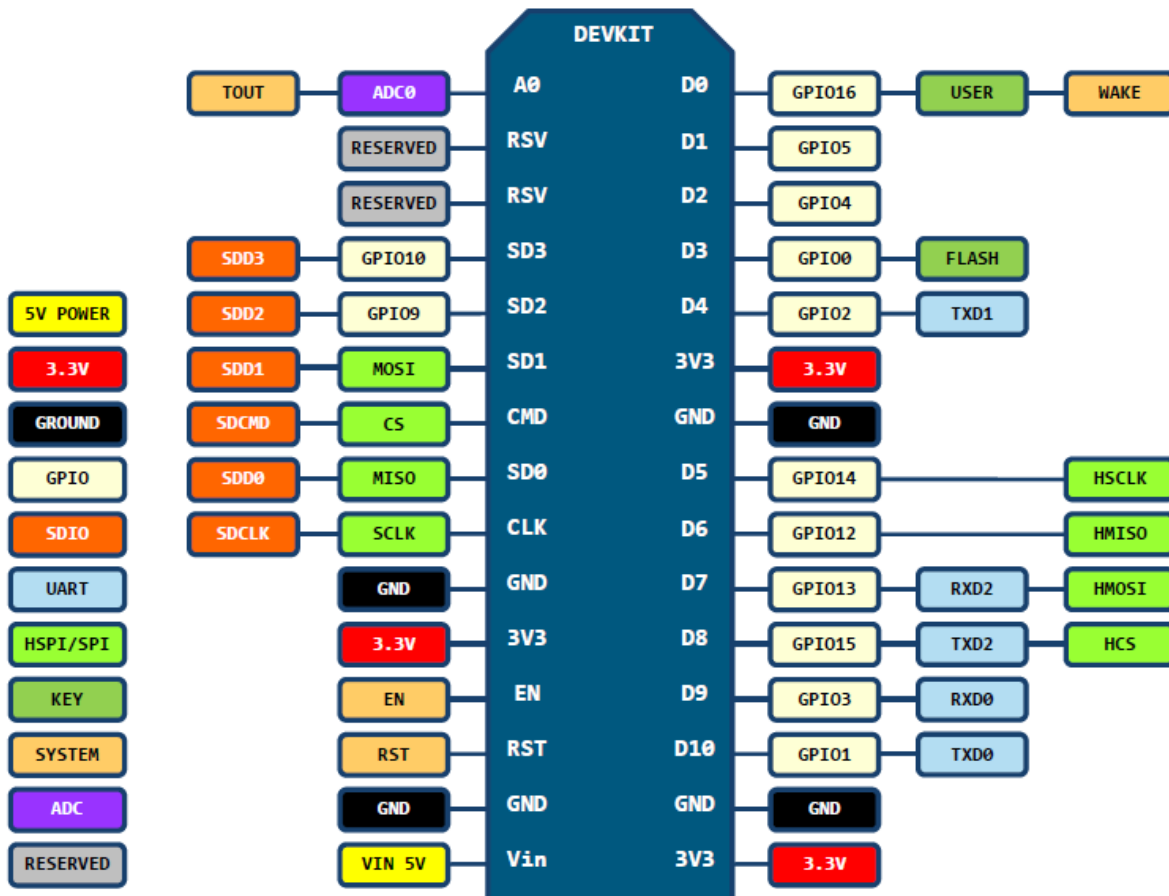 DEVKIT
TOUT ADC0 A0 D0 GPIO16 USER WAKE
RESERVED RSV D1 GPIO5
RESERVED RSV D2 GPIO4
SDD3 GPIO10 SD3 D3 GPIO0 FLASH
5V POWER SDD2 GPIO9 SD2 D4 GPIO2 TXD1
3.3V SDD1 MOSI SD1 3V3 3.3V
GROUND SDCMD CS CMD GND GND
GPIO SDD0 MISO SD0 D5 GPIO14 HSCLK
SDIO SDCLK SCLK CLK D6 GPIO12 HMISO
UART GND GND D7 GPIO13 RXD2 HMOSI
HSPI/SPI 3.3V 3V3 D8 GPIO15 TXD2 HCS
KEY EN EN D9 GPIO3 RXD0
SYSTEM RST RST D10 GPIO1 TXD0
ADC GND GND GND GND
RESERVED VIN 5V Vin 3V3 3.3V